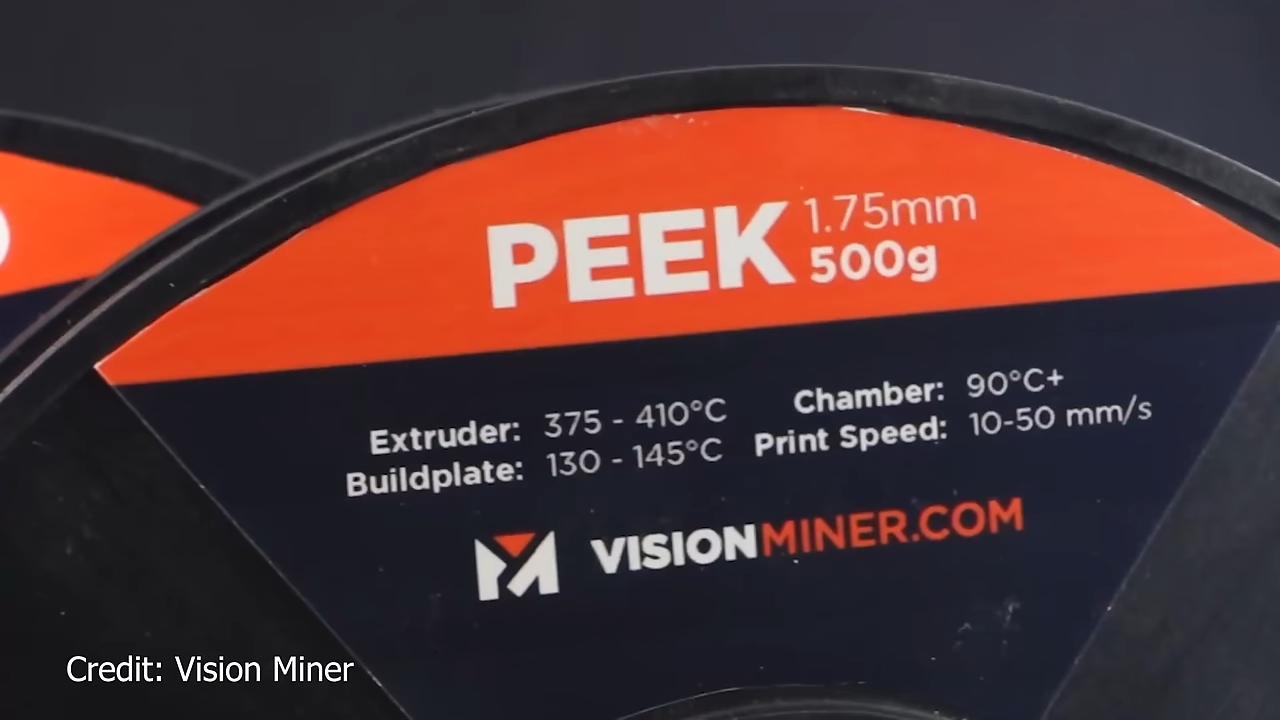 PEEK 1.75mm
500g
Extruder: 375 - 410°C
Buildplate: 130 - 145°C
Chamber: 90°C+
Print Speed: 10-50 mm/s
VISIONMINER.COM
Credit: Vision Miner